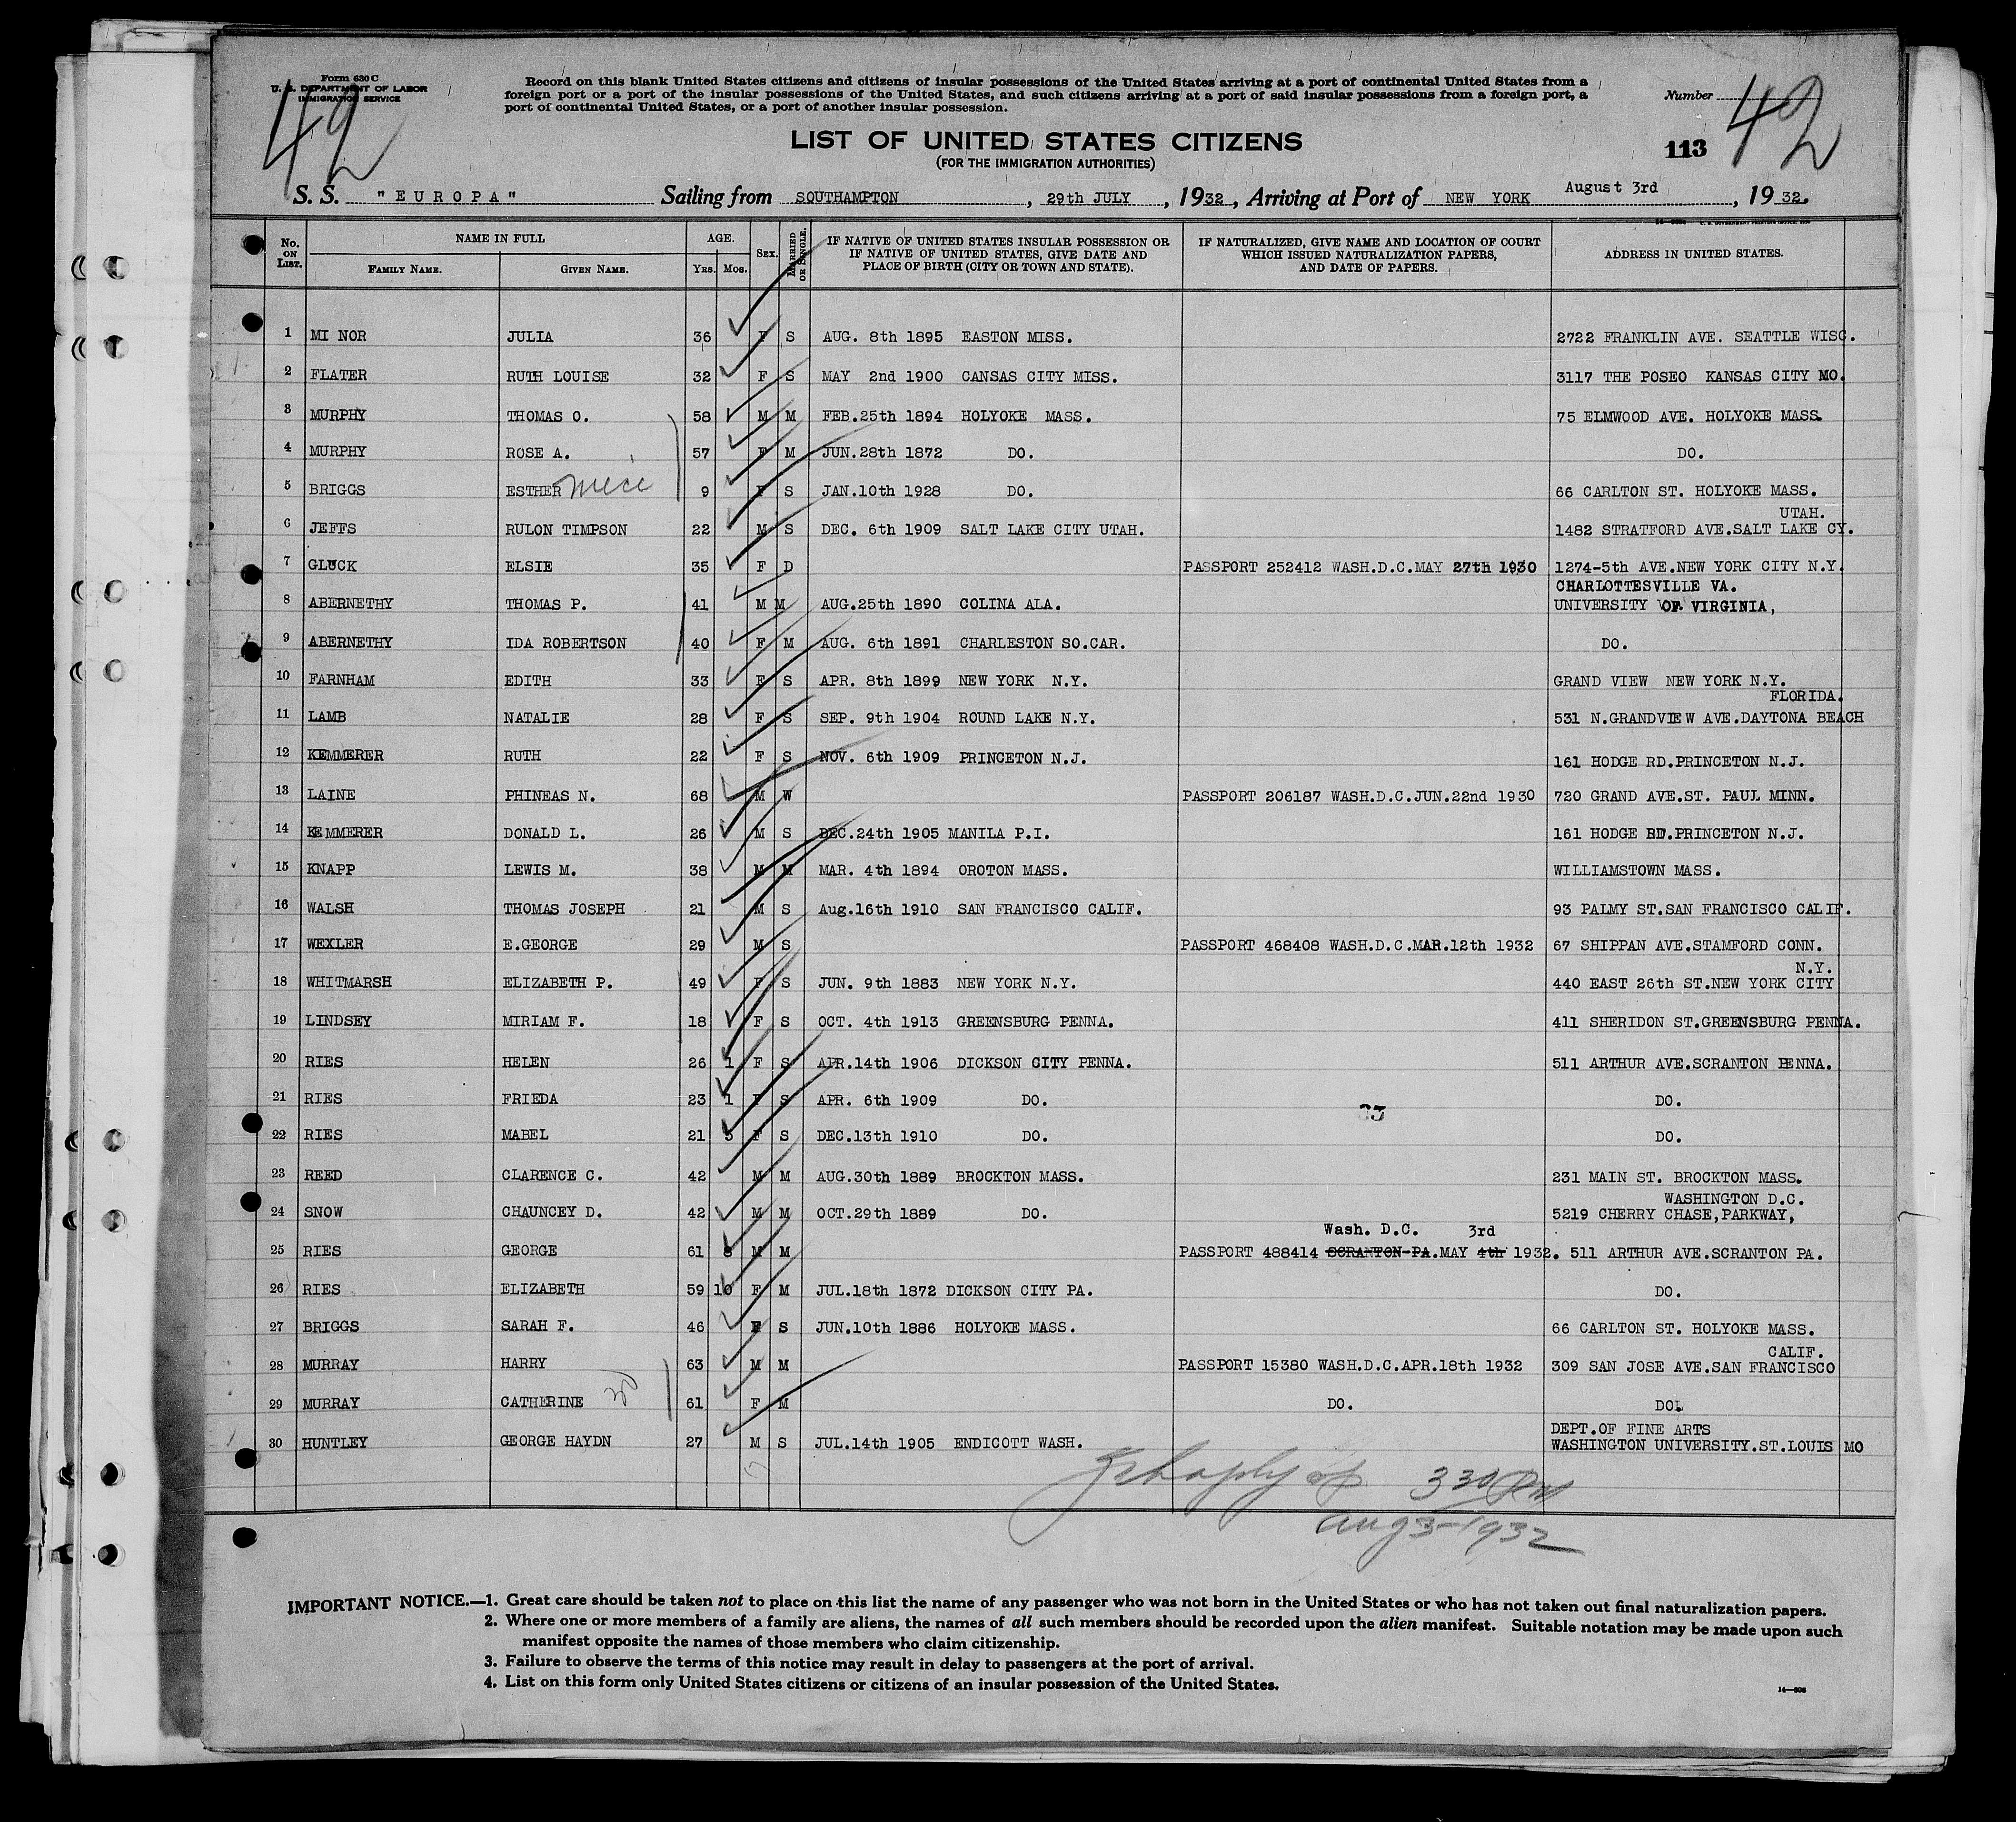 Form 630 C
U. S. DEPARTMENT OF LABOR
IMMIGRATION SERVICE
42
Record on this blank United States citizens and citizens of insular possessions of the United States arriving at a port of continental United States from a
foreign port or a port of the insular possessions of the United States, and such citizens arriving at a port of said insular possessions from a foreign port, a
port of continental United States, or a port of another insular possession.
Number
42
LIST OF UNITED STATES CITIZENS
(FOR THE IMMIGRATION AUTHORITIES)
113
S. S. "EUROPA" Sailing from SOUTHAMPTON, 29th JULY, 1932, Arriving at Port of NEW YORK August 3rd, 1932.
No. ON LIST. NAME IN FULL FAMILY NAME. GIVEN NAME. AGE. YRS. MOS. SEX. MARRIED OR SINGLE. IF NATIVE OF UNITED STATES INSULAR POSSESSION OR IF NATIVE OF UNITED STATES, GIVE DATE AND PLACE OF BIRTH (CITY OR TOWN AND STATE). IF NATURALIZED, GIVE NAME AND LOCATION OF COURT WHICH ISSUED NATURALIZATION PAPERS, AND DATE OF PAPERS. ADDRESS IN UNITED STATES.
1 MI NOR JULIA 36 F S AUG. 8th 1895 EASTON MISS. 2722 FRANKLIN AVE. SEATTLE WISC.
2 FLATER RUTH LOUISE 32 F S MAY 2nd 1900 CANSAS CITY MISS. 3117 THE POSEO KANSAS CITY MO.
3 MURPHY THOMAS O. 58 M M FEB.25th 1894 HOLYOKE MASS. 75 ELMWOOD AVE. HOLYOKE MASS.
4 MURPHY ROSE A. 57 F M JUN.28th 1872 DO. DO.
5 BRIGGS ESTHER niece 9 F S JAN.10th 1928 DO. 66 CARLTON ST. HOLYOKE MASS.
UTAH.
6 JEFFS RULON TIMPSON 22 M S DEC. 6th 1909 SALT LAKE CITY UTAH. 1482 STRATFORD AVE.SALT LAKE CY.
7 GLUCK ELSIE 35 F D PASSPORT 252412 WASH.D.C.MAY 27th 1930 1274-5th AVE.NEW YORK CITY N.Y.
CHARLOTTESVILLE VA.
8 ABERNETHY THOMAS P. 41 M M AUG.25th 1890 COLINA ALA. UNIVERSITY OF VIRGINIA,
9 ABERNETHY IDA ROBERTSON 40 F M AUG. 6th 1891 CHARLESTON SO.CAR. DO.
10 FARNHAM EDITH 33 F S APR. 8th 1899 NEW YORK N.Y. GRAND VIEW NEW YORK N.Y.
FLORIDA.
11 LAMB NATALIE 28 F S SEP. 9th 1904 ROUND LAKE N.Y. 531 N.GRANDVIEW AVE.DAYTONA BEACH
12 KEMMERER RUTH 22 F S NOV. 6th 1909 PRINCETON N.J. 161 HODGE RD.PRINCETON N.J.
13 LAINE PHINEAS N. 68 M W PASSPORT 206187 WASH.D.C.JUN.22nd 1930 720 GRAND AVE.ST. PAUL MINN.
14 KEMMERER DONALD L. 26 M S DEC.24th 1905 MANILA P.I. 161 HODGE RD.PRINCETON N.J.
15 KNAPP LEWIS M. 38 M M MAR. 4th 1894 OROTON MASS. WILLIAMSTOWN MASS.
16 WALSH THOMAS JOSEPH 21 M S Aug.16th 1910 SAN FRANCISCO CALIF. 93 PALMY ST.SAN FRANCISCO CALIF.
17 WEXLER E.GEORGE 29 M S PASSPORT 468408 WASH.D.C.MAR.12th 1932 67 SHIPPAN AVE.STAMFORD CONN.
N.Y.
18 WHITMARSH ELIZABETH P. 49 F S JUN. 9th 1883 NEW YORK N.Y. 440 EAST 26th ST.NEW YORK CITY
19 LINDSEY MIRIAM F. 18 F S OCT. 4th 1913 GREENSBURG PENNA. 411 SHERIDON ST.GREENSBURG PENNA.
20 RIES HELEN 26 1 F S APR.14th 1906 DICKSON CITY PENNA. 511 ARTHUR AVE.SCRANTON PENNA.
21 RIES FRIEDA 23 1 F S APR. 6th 1909 DO. DO.
22 RIES MABEL 21 5 F S DEC.13th 1910 DO. DO.
23 REED CLARENCE C. 42 M M AUG.30th 1889 BROCKTON MASS. 231 MAIN ST. BROCKTON MASS.
WASHINGTON D.C.
24 SNOW CHAUNCEY D. 42 M M OCT.29th 1889 DO. 5219 CHERRY CHASE,PARKWAY,
Wash. D.C. 3rd
25 RIES GEORGE 61 8 M M PASSPORT 488414 SCRANTON PA.MAY 4th 1932. 511 ARTHUR AVE.SCRANTON PA.
26 RIES ELIZABETH 59 10 F M JUL.18th 1872 DICKSON CITY PA. DO.
27 BRIGGS SARAH F. 46 F S JUN.10th 1886 HOLYOKE MASS. 66 CARLTON ST. HOLYOKE MASS.
CALIF.
28 MURRAY HARRY 63 M M PASSPORT 15380 WASH.D.C.APR.18th 1932 309 SAN JOSE AVE.SAN FRANCISCO
29 MURRAY CATHERINE 61 F M DO. DO.
DEPT.OF FINE ARTS
30 HUNTLEY GEORGE HAYDN 27 M S JUL.14th 1905 ENDICOTT WASH. WASHINGTON UNIVERSITY.ST.LOUIS MO
330 PM
Aug 3-1932
IMPORTANT NOTICE.—1. Great care should be taken not to place on this list the name of any passenger who was not born in the United States or who has not taken out final naturalization papers.
2. Where one or more members of a family are aliens, the names of all such members should be recorded upon the alien manifest. Suitable notation may be made upon such
manifest opposite the names of those members who claim citizenship.
3. Failure to observe the terms of this notice may result in delay to passengers at the port of arrival.
4. List on this form only United States citizens or citizens of an insular possession of the United States.